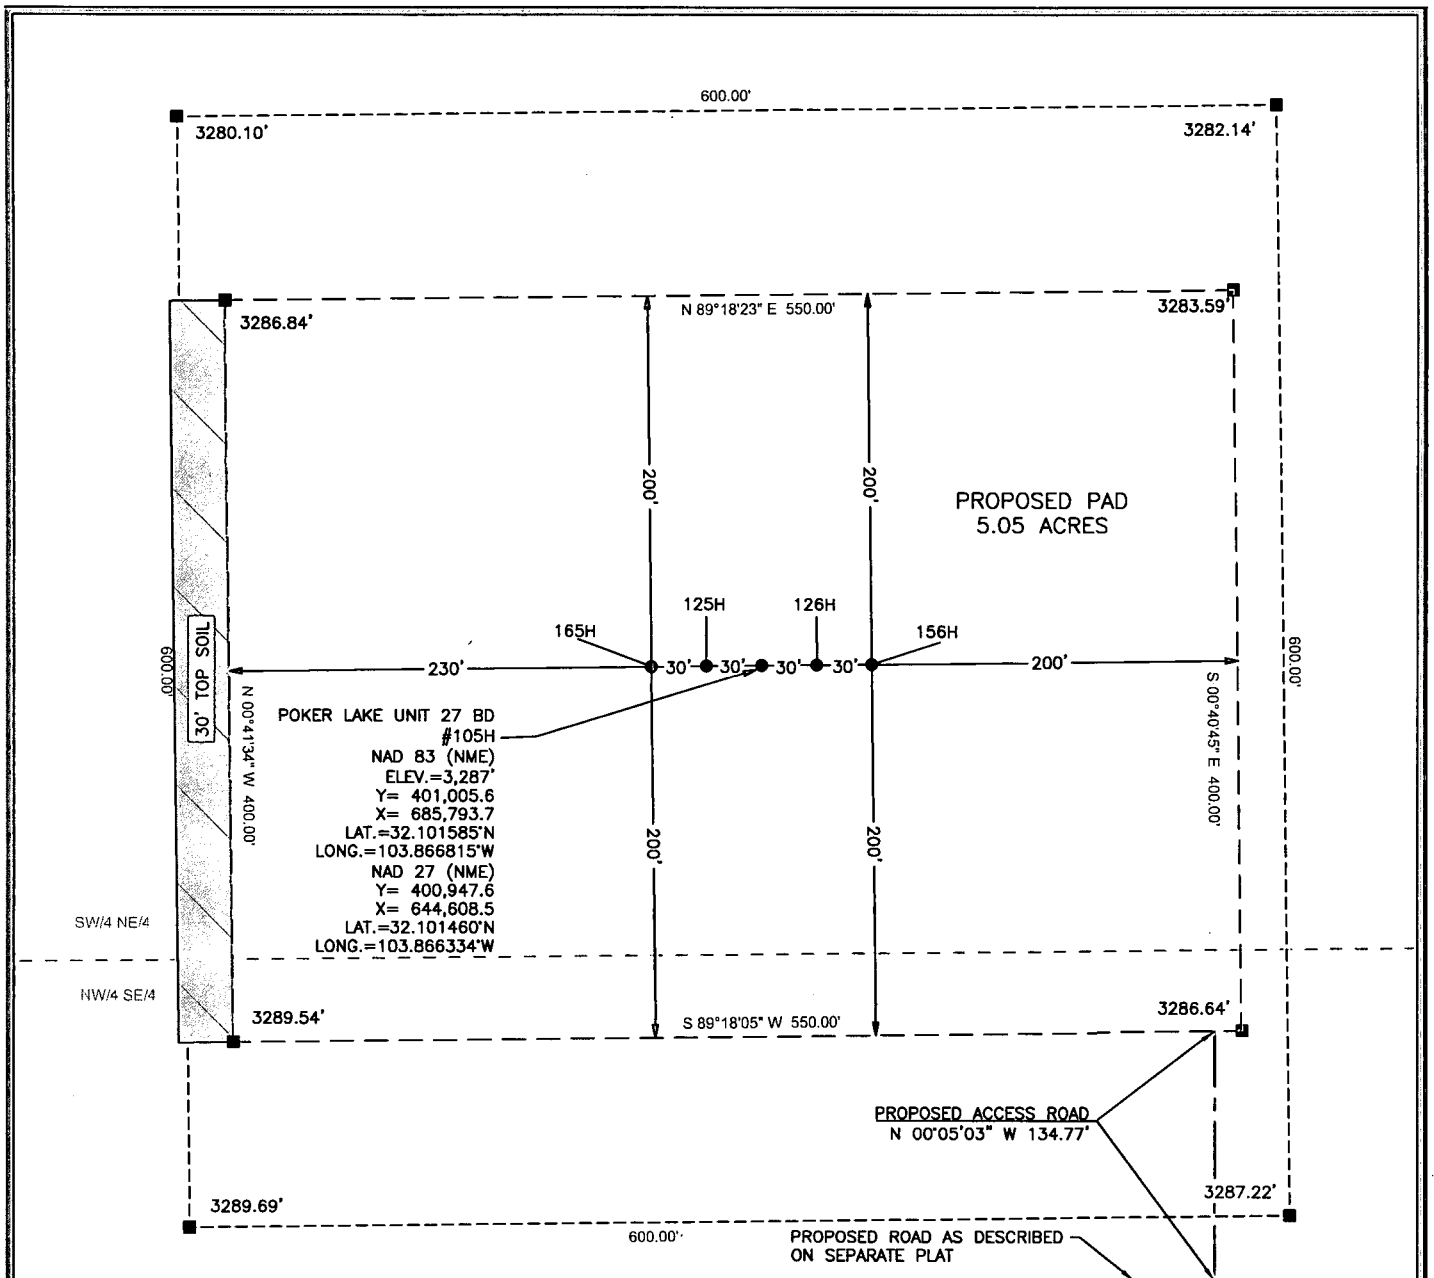 600.00'
3280.10'
3282.14'
3286.84'
N 89°18'23" E 550.00'
3283.59'
200'
200'
PROPOSED PAD
5.05 ACRES
165H
125H
126H
156H
230'
30'
30'
30'
30'
200'
600.00'
30' TOP SOIL
N 00°41'34" W 400.00'
S 00°40'45" E 400.00'
600.00'
POKER LAKE UNIT 27 BD
#105H
NAD 83 (NME)
ELEV.=3,287'
Y= 401,005.6
X= 685,793.7
LAT.=32.101585°N
LONG.=103.866815°W
NAD 27 (NME)
Y= 400,947.6
X= 644,608.5
LAT.=32.101460°N
LONG.=103.866334°W
200'
200'
SW/4 NE/4
NW/4 SE/4
3289.54'
S 89°18'05" W 550.00'
3286.64'
PROPOSED ACCESS ROAD
N 00°05'03" W 134.77'
3289.69'
3287.22'
600.00'
PROPOSED ROAD AS DESCRIBED
ON SEPARATE PLAT